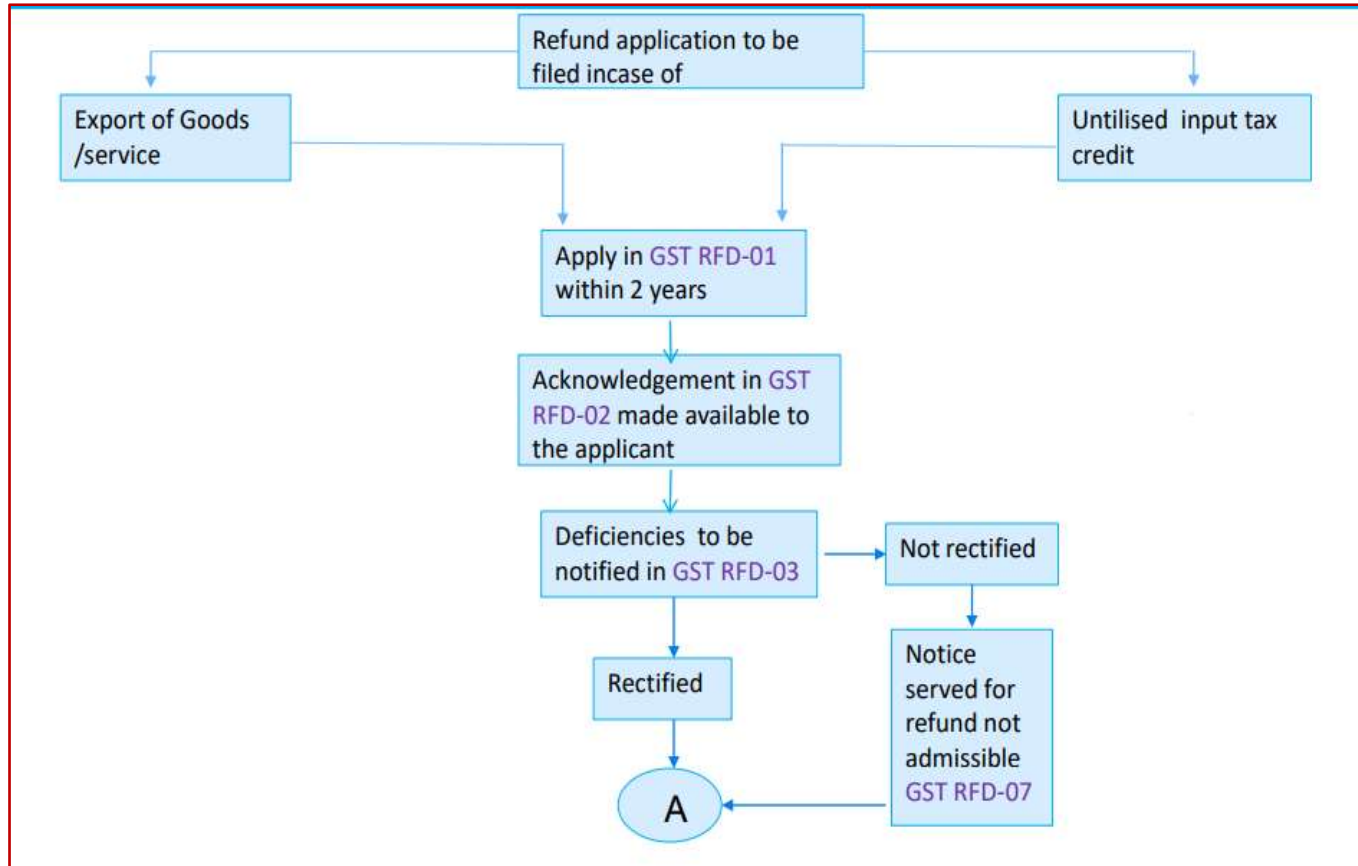 Refund application to be
filed incase of
Export of Goods
/service
Untilised input tax
credit
Apply in GST RFD-01
within 2 years
Acknowledgement in GST
RFD-02 made available to
the applicant
Deficiencies to be
notified in GST RFD-03
Not rectified
Rectified
Notice
served for
refund not
admissible
GST RFD-07
A